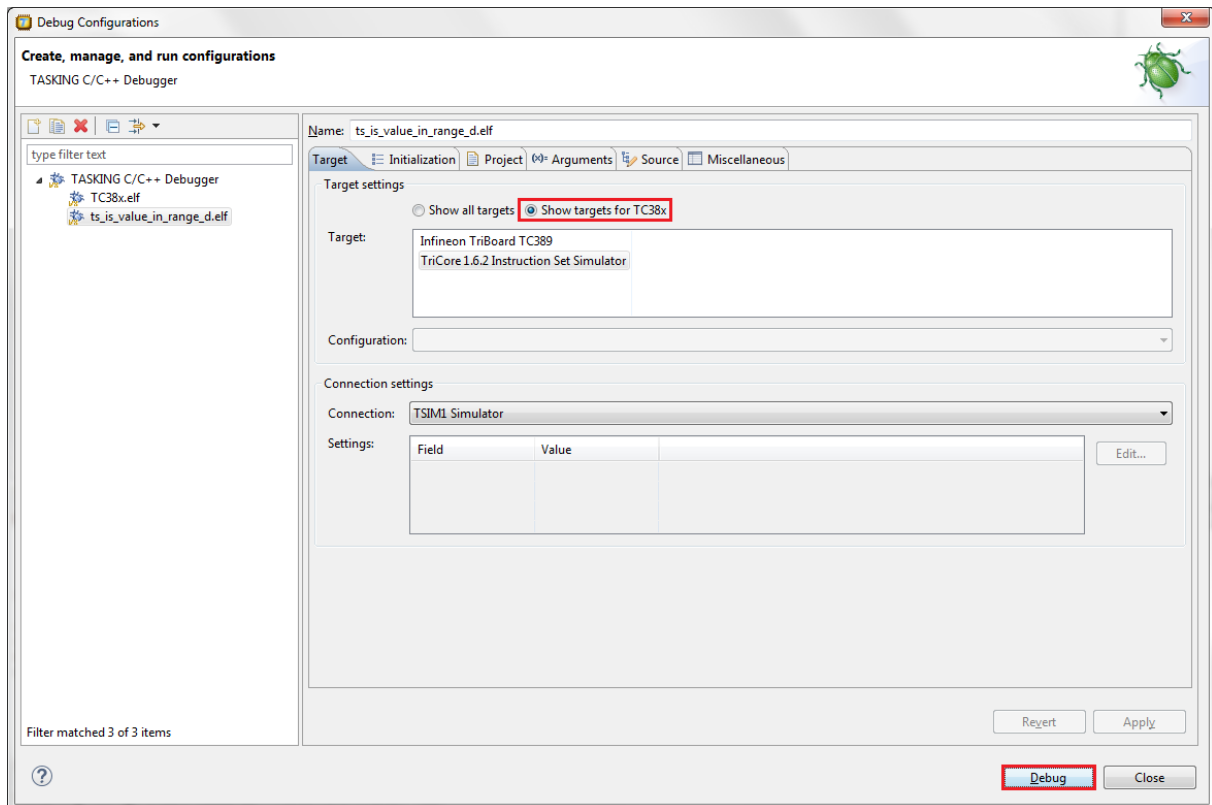 Debug Configurations
x
Create, manage, and run configurations
TASKING C/C++ Debugger
type filter text
TASKING C/C++ Debugger
TC38x.elf
ts_is_value_in_range_d.elf
Filter matched 3 of 3 items
Name: ts_is_value_in_range_d.elf
Target Initialization Project (x)= Arguments Source Miscellaneous
Target settings
Show all targets Show targets for TC38x
Target:
Infineon TriBoard TC389
TriCore 1.6.2 Instruction Set Simulator
Configuration:
Connection settings
Connection: TSIM1 Simulator
Settings:
Field Value
Edit...
Revert Apply
? Debug Close